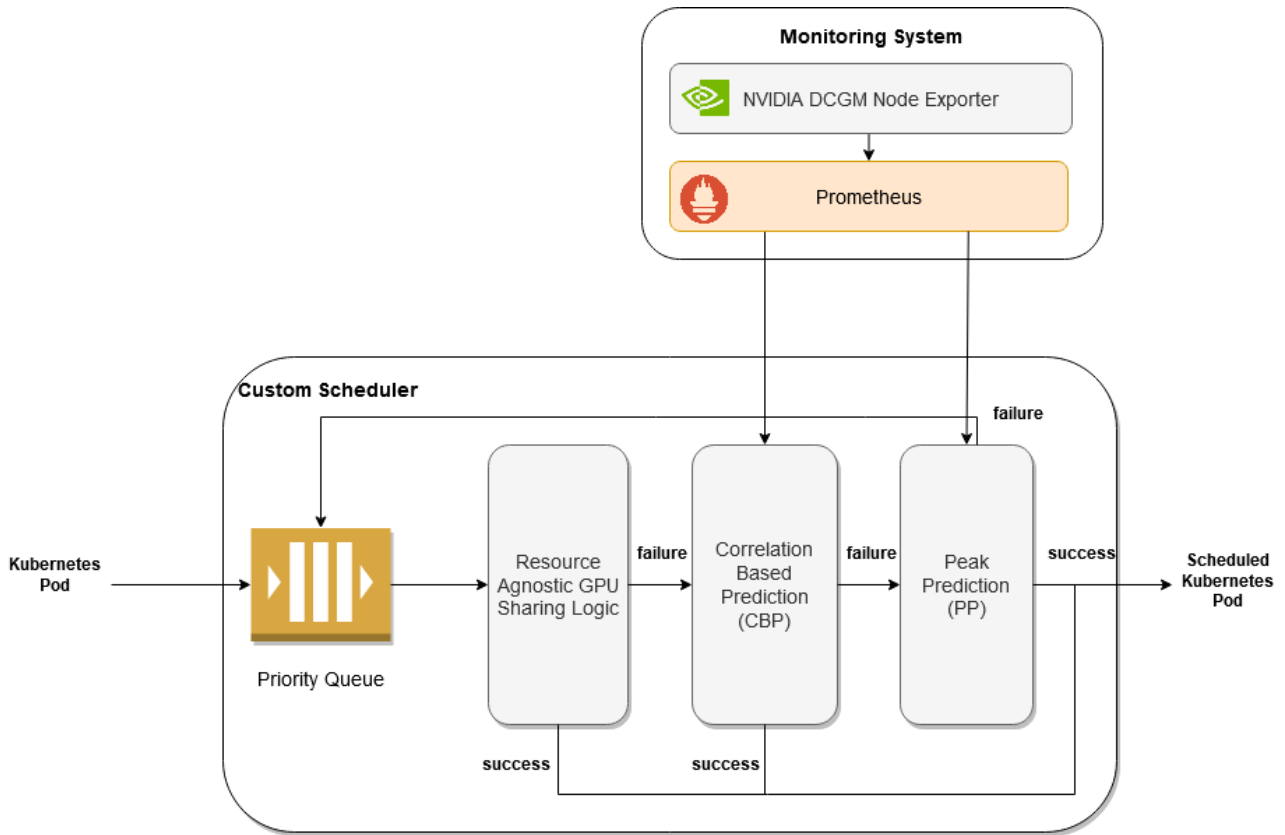 Monitoring System
NVIDIA DCGM Node Exporter
Prometheus
Custom Scheduler
failure
Kubernetes
Pod
Priority Queue
Resource
Agnostic GPU
Sharing Logic
failure
Correlation
Based
Prediction
(CBP)
failure
Peak
Prediction
(PP)
success
Scheduled
Kubernetes
Pod
success
success